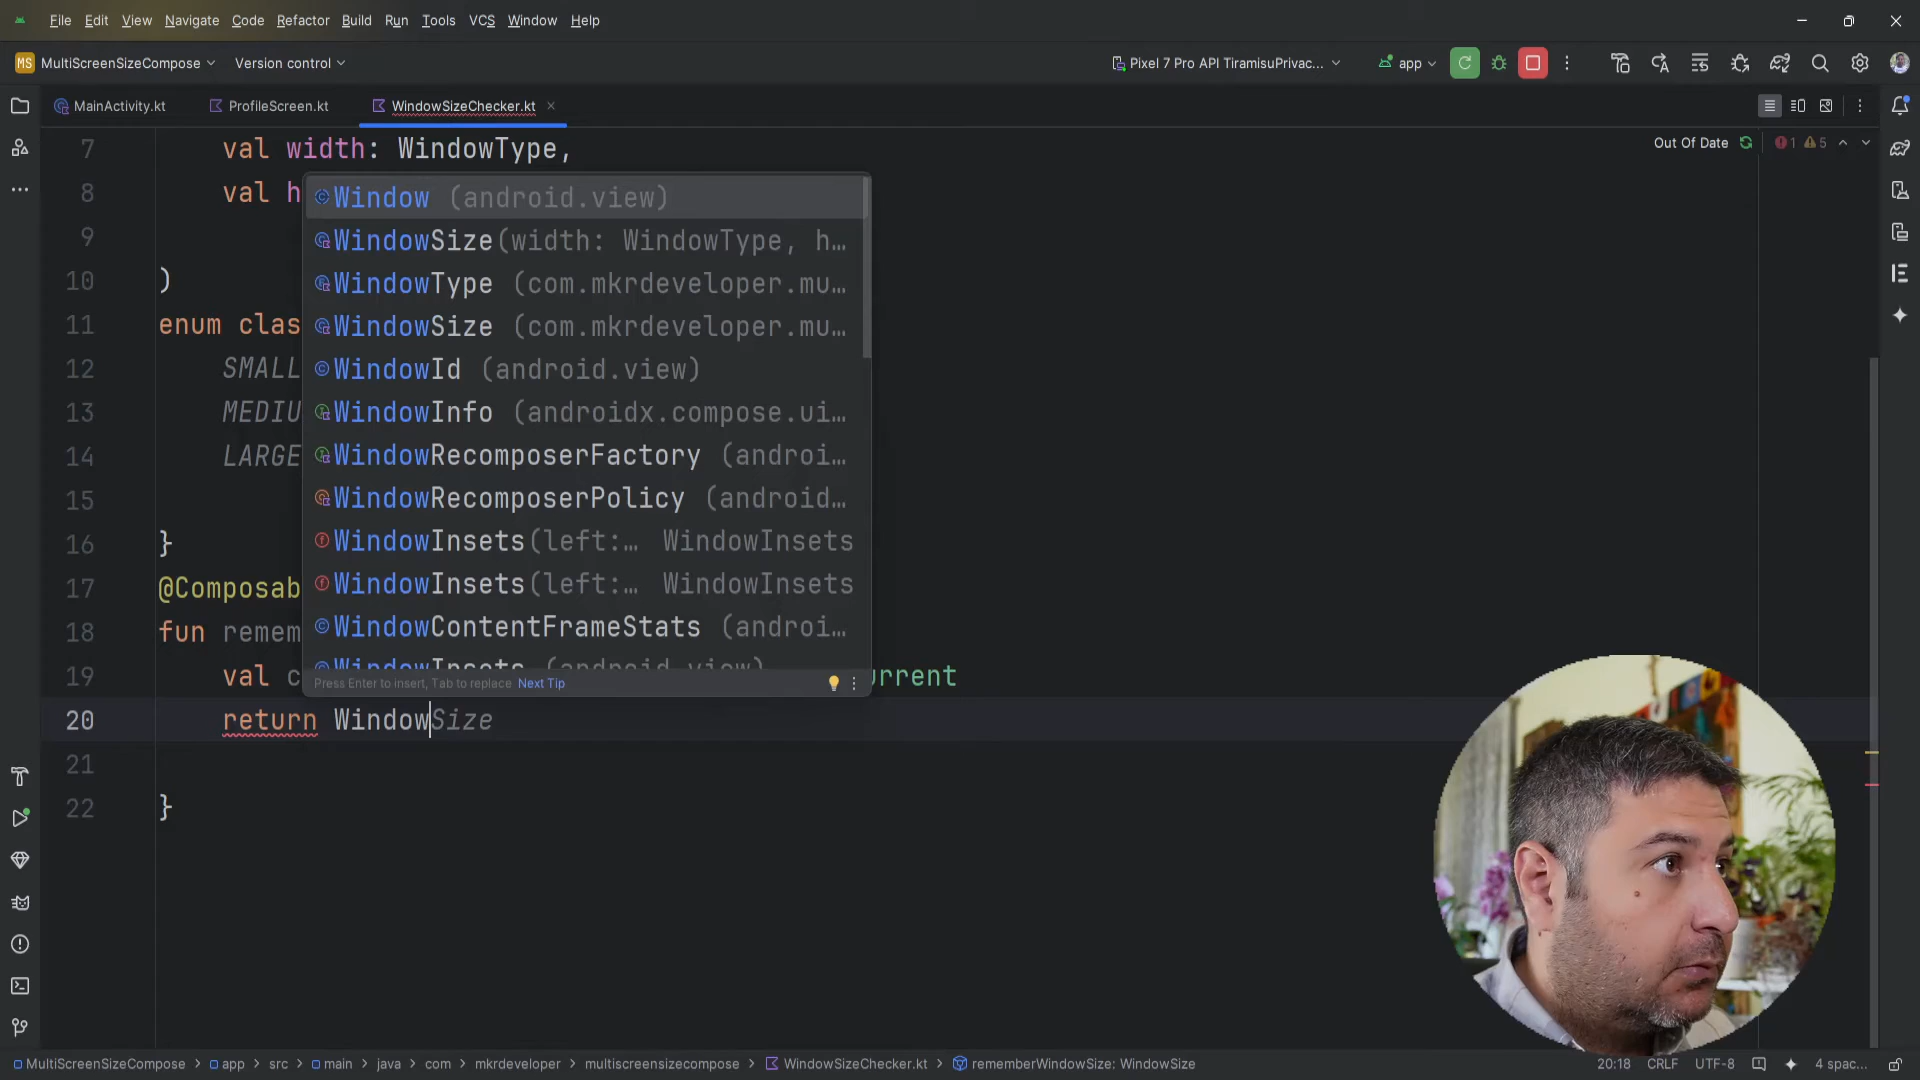 File Edit View Navigate Code Refactor Build Run Tools VCS Window Help
MS MultiScreenSizeCompose Version control Pixel 7 Pro API TiramisuPrivac... app
MainActivity.kt ProfileScreen.kt WindowSizeChecker.kt
Out Of Date 1 5
7 val width: WindowType,
8 val h
9
10 )
11 enum clas
12 SMALL
13 MEDIU
14 LARGE
15
16 }
17 @Composab
18 fun remem
19 val c urrent
20 return WindowSize
21
22 }
Window (android.view)
WindowSize(width: WindowType, h...
WindowType (com.mkrdeveloper.mu...
WindowSize (com.mkrdeveloper.mu...
WindowId (android.view)
WindowInfo (androidx.compose.ui...
WindowRecomposerFactory (androi...
WindowRecomposerPolicy (android...
WindowInsets(left:... WindowInsets
WindowInsets(left:... WindowInsets
WindowContentFrameStats (androi...
WindowInsets (android.view)
Press Enter to insert, Tab to replace Next Tip
MultiScreenSizeCompose > app > src > main > java > com > mkrdeveloper > multiscreensizecompose > WindowSizeChecker.kt > rememberWindowSize: WindowSize 20:18 CRLF UTF-8 4 spac...